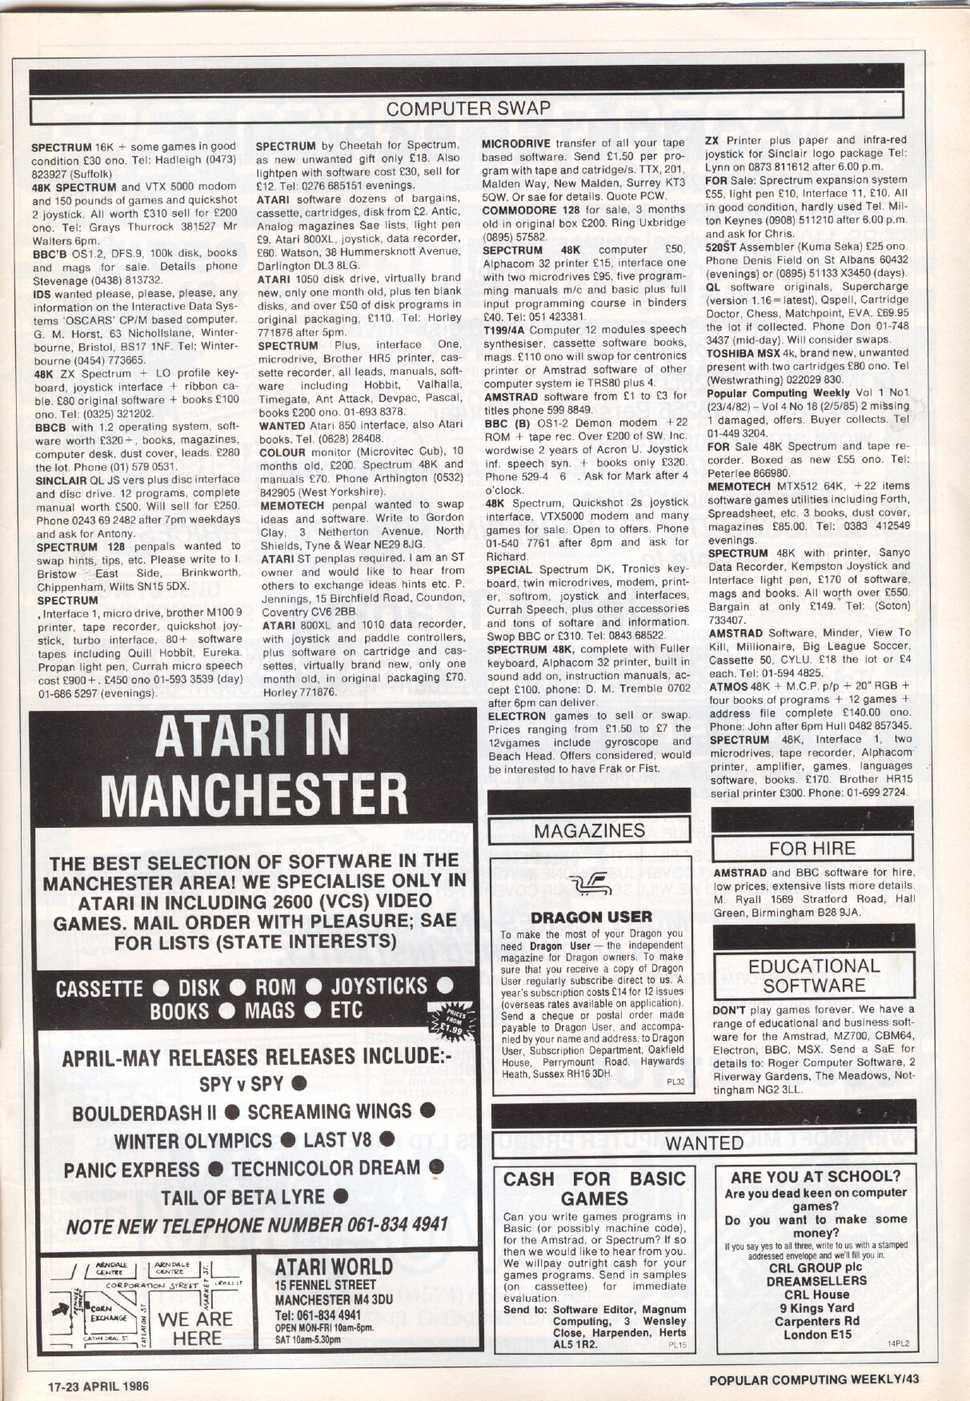 COMPUTER SWAP
SPECTRUM 16K + some games in good
condition £30 ono. Tel: Hadleigh (0473)
823927 (Suffolk)
48K SPECTRUM and VTX 5000 modom
and 150 pounds of games and quickshot
2 joystick. All worth £310 sell for £200
ono. Tel: Grays Thurrock 381527 Mr
Walters 6pm.
BBC'B OS1.2, DFS.9, 100k disk, books
and mags for sale. Details phone
Stevenage (0438) 813732.
IDS wanted please, please, please, any
information on the Interactive Data Sys-
tems 'OSCARS' CP/M based computer.
G. M. Horst, 63 Nichollslane, Winter-
bourne, Bristol, BS17 1NF. Tel: Winter-
bourne (0454) 773665.
48K ZX Spectrum + LO profile key-
board, joystick interface + ribbon ca-
ble. £80 original software + books £100
ono. Tel: (0325) 321202.
BBCB with 1.2 operating system, soft-
ware worth £320+, books, magazines,
computer desk, dust cover, leads. £280
the lot. Phone (01) 579 0531.
SINCLAIR QL JS vers plus disc interface
and disc drive. 12 programs, complete
manual worth £500. Will sell for £250.
Phone 0243 69 2482 after 7pm weekdays
and ask for Antony.
SPECTRUM 128 penpals wanted to
swap hints, tips, etc. Please write to I.
Bristow East Side, Brinkworth,
Chippenham, Wilts SN15 5DX.
SPECTRUM
, Interface 1, micro drive, brother M100 9
printer, tape recorder, quickshot joy-
stick, turbo interface, 80+ software
tapes including Quill Hobbit, Eureka.
Propan light pen, Currah micro speech
cost £900+. £450 ono 01-593 3539 (day)
01-686 5297 (evenings).
SPECTRUM by Cheetah for Spectrum,
as new unwanted gift only £18. Also
lightpen with software cost £30, sell for
£12. Tel: 0276 685151 evenings.
ATARI software dozens of bargains,
cassette, cartridges, disk from £2. Antic,
Analog magazines Sae lists, light pen
£9. Atari 800XL, joystick, data recorder,
£60. Watson, 38 Hummersknott Avenue,
Darlington DL3 8LG.
ATARI 1050 disk drive, virtually brand
new, only one month old, plus ten blank
disks, and over £50 of disk programs in
original packaging, £110. Tel: Horley
771876 after 5pm.
SPECTRUM Plus, interface One,
microdrive, Brother HR5 printer, cas-
sette recorder, all leads, manuals, soft-
ware including Hobbit, Valhalla,
Timegate, Ant Attack, Devpac, Pascal,
books £200 ono. 01-693 8378.
WANTED Atari 850 interface, also Atari
books. Tel. (0628) 28408.
COLOUR monitor (Microvitec Cub), 10
months old, £200. Spectrum 48K and
manuals £70. Phone Arthington (0532)
842905 (West Yorkshire).
MEMOTECH penpal wanted to swap
ideas and software. Write to Gordon
Clay, 3 Netherton Avenue, North
Shields, Tyne & Wear NE29 8JG.
ATARI ST penplas required. I am an ST
owner and would like to hear from
others to exchange ideas hints etc. P.
Jennings, 15 Birchfield Road, Coundon,
Coventry CV6 2BB.
ATARI 800XL and 1010 data recorder,
with joystick and paddle controllers,
plus software on cartridge and cas-
settes, virtually brand new, only one
month old, in original packaging £70.
Horley 771876.
MICRODRIVE transfer of all your tape
based software. Send £1.50 per pro-
gram with tape and catridge/s. TTX, 201,
Malden Way, New Malden, Surrey KT3
5QW. Or sae for details. Quote PCW.
COMMODORE 128 for sale, 3 months
old in original box £200. Ring Uxbridge
(0895) 57582.
SEPCTRUM 48K computer £50,
Alphacom 32 printer £15, interface one
with two microdrives £95, five program-
ming manuals m/c and basic plus full
input programming course in binders
£40. Tel: 051 423381.
T199/4A Computer 12 modules speech
synthesiser, cassette software books,
mags. £110 ono will swop for centronics
printer or Amstrad software of other
computer system ie TRS80 plus 4.
AMSTRAD software from £1 to £3 for
titles phone 599 8849.
BBC (B) OS1-2 Demon modem +22
ROM + tape rec. Over £200 of SW. Inc.
wordwise 2 years of Acron U. Joystick
inf. speech syn. + books only £320.
Phone 529-4 6 . Ask for Mark after 4
o'clock.
48K Spectrum, Quickshot 2s joystick
interface, VTX5000 modem and many
games for sale. Open to offers. Phone
01-540 7761 after 8pm and ask for
Richard.
SPECIAL Spectrum DK, Tronics key-
board, twin microdrives, modem, print-
er, softrom, joystick and interfaces,
Currah Speech, plus other accessories
and tons of softare and information.
Swop BBC or £310. Tel: 0843 68522.
SPECTRUM 48K, complete with Fuller
keyboard, Alphacom 32 printer, built in
sound add on, instruction manuals, ac-
cept £100. phone: D. M. Tremble 0702
after 6pm can deliver.
ELECTRON games to sell or swap.
Prices ranging from £1.50 to £7 the
12vgames include gyroscope and
Beach Head. Offers considered, would
be interested to have Frak or Fist.
ZX Printer plus paper and infra-red
joystick for Sinclair logo package Tel:
Lynn on 0873 811612 after 6.00 p.m.
FOR Sale: Sprectrum expansion system
£55, light pen £10, Interface 11, £10. All
in good condition, hardly used Tel. Mil-
ton Keynes (0908) 511210 after 6.00 p.m.
and ask for Chris.
520ST Assembler (Kuma Seka) £25 ono.
Phone Denis Field on St Albans 60432
(evenings) or (0895) 51133 X3450 (days).
QL software originals, Supercharge
(version 1.16 = latest), Qspell, Cartridge
Doctor, Chess, Matchpoint, EVA. £69.95
the lot if collected. Phone Don 01-748
3437 (mid-day). Will consider swaps.
TOSHIBA MSX 4k, brand new, unwanted
present with two cartridges £80 ono. Tel
(Westwrathing) 022029 830.
Popular Computing Weekly Vol 1 No1
(23/4/82) – Vol 4 No 18 (2/5/85) 2 missing
1 damaged, offers. Buyer collects. Tel
01-449 3204.
FOR Sale 48K Spectrum and tape re-
corder. Boxed as new £55 ono. Tel:
Peterlee 866980.
MEMOTECH MTX512 64K, +22 items
software games utilities including Forth,
Spreadsheet, etc. 3 books, dust cover,
magazines £85.00. Tel: 0383 412549
evenings.
SPECTRUM 48K with printer, Sanyo
Data Recorder, Kempston Joystick and
Interface light pen, £170 of software,
mags and books. All worth over £550.
Bargain at only £149. Tel: (Soton)
733407.
AMSTRAD Software, Minder, View To
Kill, Millionaire, Big League Soccer,
Cassette 50, CYLU. £18 the lot or £4
each. Tel: 01-594 4825.
ATMOS 48K + M.C.P. p/p + 20" RGB +
four books of programs + 12 games +
address file complete £140.00 ono.
Phone: John after 6pm Hull 0482 857345.
SPECTRUM 48K, Interface 1, two
microdrives, tape recorder, Alphacom
printer, amplifier, games, languages
software, books. £170. Brother HR15
serial printer £300. Phone: 01-699 2724.
ATARI IN
MANCHESTER
THE BEST SELECTION OF SOFTWARE IN THE
MANCHESTER AREA! WE SPECIALISE ONLY IN
ATARI IN INCLUDING 2600 (VCS) VIDEO
GAMES. MAIL ORDER WITH PLEASURE; SAE
FOR LISTS (STATE INTERESTS)
CASSETTE ● DISK ● ROM ● JOYSTICKS ●
BOOKS ● MAGS ● ETC
PRICES
FROM
£1.99
APRIL-MAY RELEASES RELEASES INCLUDE:-
SPY v SPY ●
BOULDERDASH II ● SCREAMING WINGS ●
WINTER OLYMPICS ● LAST V8 ●
PANIC EXPRESS ● TECHNICOLOR DREAM ●
TAIL OF BETA LYRE ●
NOTE NEW TELEPHONE NUMBER 061-834 4941
ARNDALE
CENTRE
ARNDALE
CENTRE
CORPORATION STREET
MARKET ST.
CORN
EXCHANGE
CATHEDRAL ST
WE ARE
HERE
ATARI WORLD
15 FENNEL STREET
MANCHESTER M4 3DU
Tel: 061-834 4941
OPEN MON-FRI 10am-6pm.
SAT 10am-5.30pm
MAGAZINES
DRAGON USER
To make the most of your Dragon you
need Dragon User — the independent
magazine for Dragon owners. To make
sure that you receive a copy of Dragon
User regularly subscribe direct to us. A
year's subscription costs £14 for 12 issues
(overseas rates available on application).
Send a cheque or postal order made
payable to Dragon User, and accompa-
nied by your name and address, to Dragon
User, Subscription Department, Oakfield
House, Perrymount Road, Haywards
Heath, Sussex RH16 3DH.
PL32
FOR HIRE
AMSTRAD and BBC software for hire,
low prices, extensive lists more details.
M. Ryall 1569 Stratford Road, Hall
Green, Birmingham B28 9JA.
EDUCATIONAL
SOFTWARE
DON'T play games forever. We have a
range of educational and business soft-
ware for the Amstrad, MZ700, CBM64,
Electron, BBC, MSX. Send a SaE for
details to: Roger Computer Software, 2
Riverway Gardens, The Meadows, Not-
tingham NG2 3LL.
WANTED
CASH FOR BASIC
GAMES
Can you write games programs in
Basic (or possibly machine code),
for the Amstrad, or Spectrum? If so
then we would like to hear from you.
We willpay outright cash for your
games programs. Send in samples
(on cassettee) for immediate
evaluation.
Send to: Software Editor, Magnum
Computing, 3 Wensley
Close, Harpenden, Herts
AL5 1R2.
PL15
ARE YOU AT SCHOOL?
Are you dead keen on computer
games?
Do you want to make some
money?
If you say yes to all three, write to us with a stamped
addressed envelope and we'll fill you in.
CRL GROUP plc
DREAMSELLERS
CRL House
9 Kings Yard
Carpenters Rd
London E15
14PL2
17-23 APRIL 1986
POPULAR COMPUTING WEEKLY/43